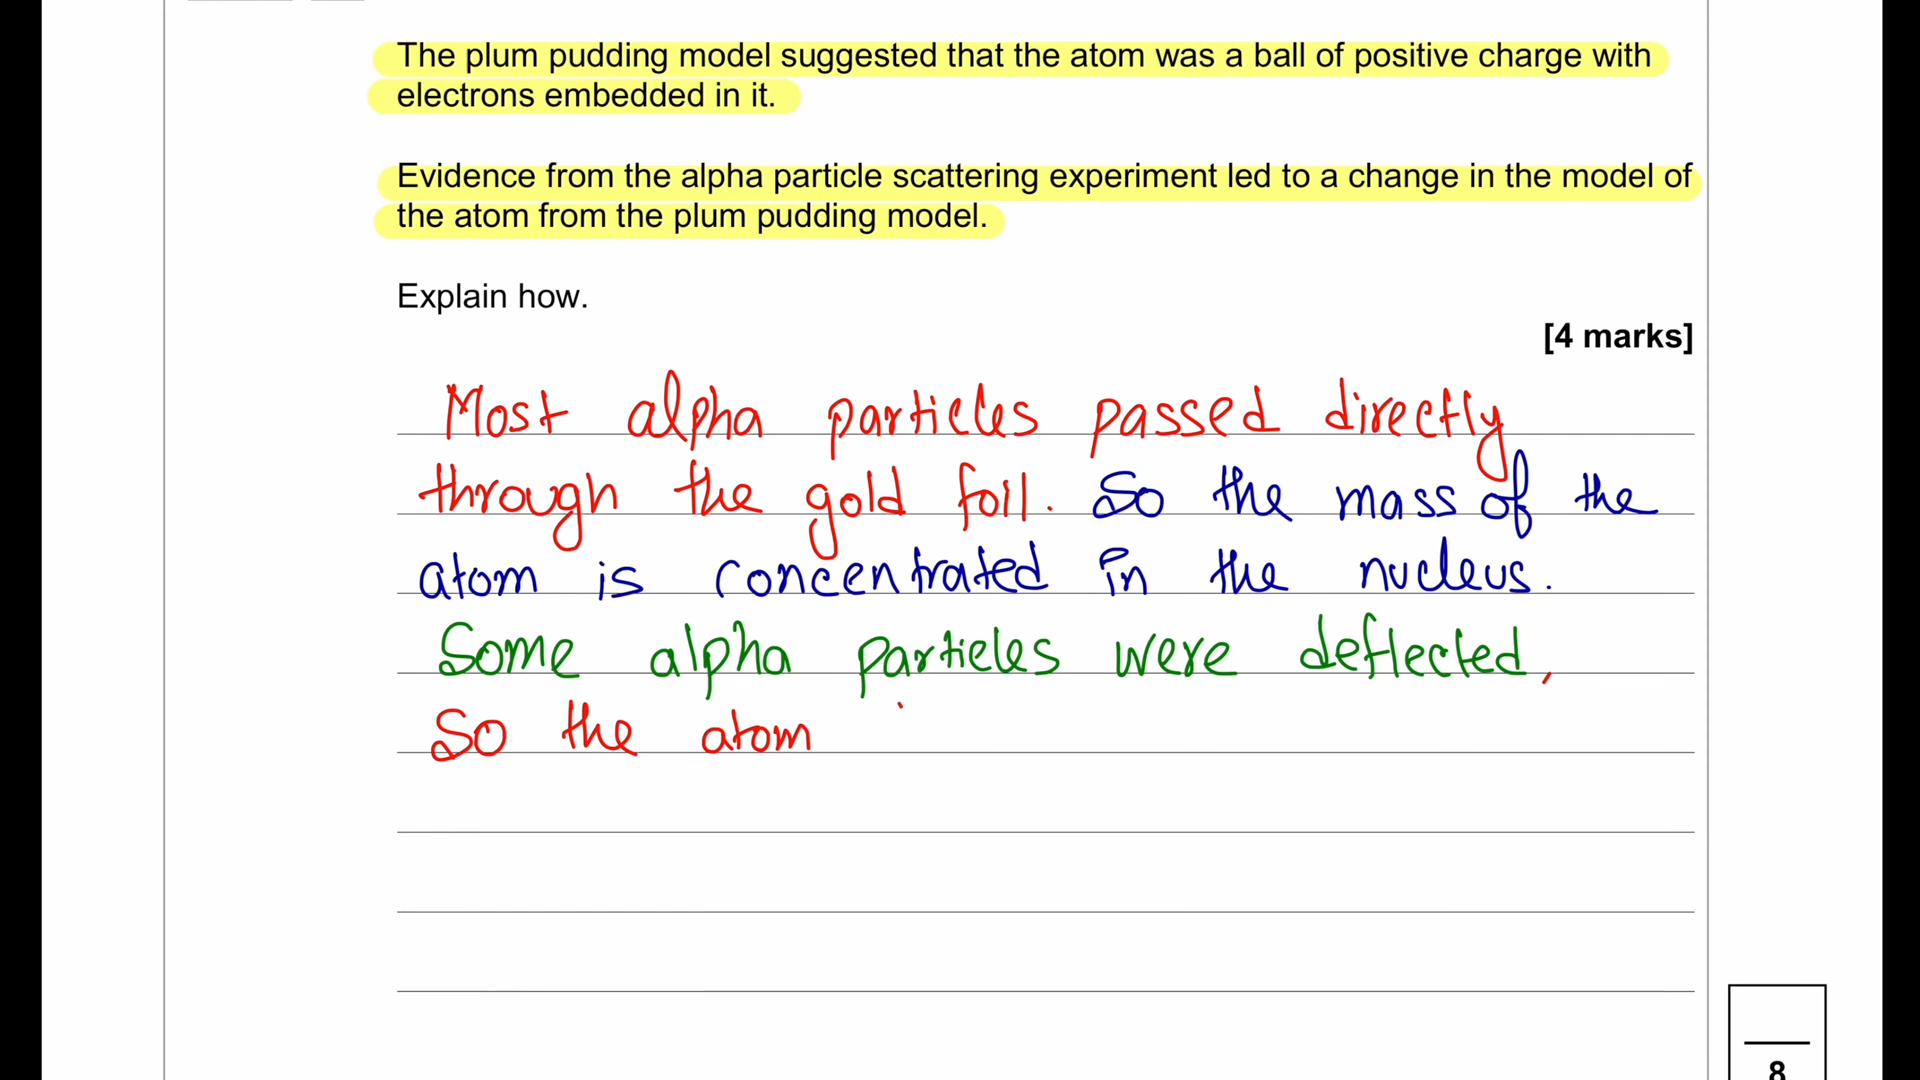 The plum pudding model suggested that the atom was a ball of positive charge with
electrons embedded in it.
Evidence from the alpha particle scattering experiment led to a change in the model of
the atom from the plum pudding model.
Explain how.
[4 marks]
Most alpha particles passed directly
through the gold foil. So the mass of the
atom is concentrated in the nucleus.
Some alpha particles were deflected,
So the atom
8